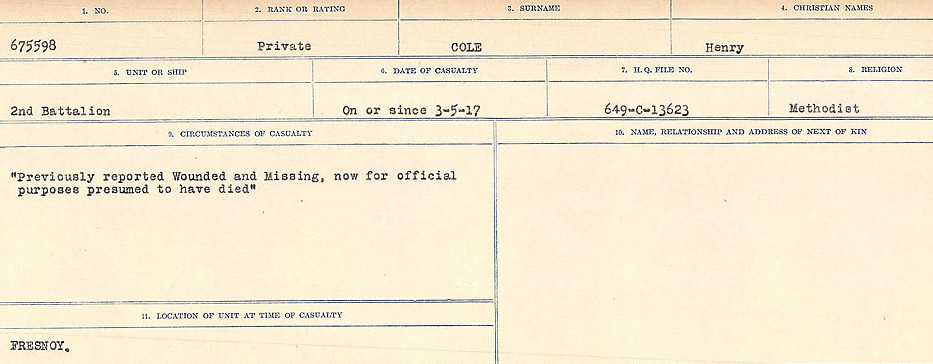 1. NO.
2. RANK OR RATING
3. SURNAME
4. CHRISTIAN NAMES
675598
Private
COLE
Henry
5. UNIT OR SHIP
6. DATE OF CASUALTY
7. H. Q. FILE NO.
8. RELIGION
2nd Battalion
On or since 3-5-17
649-C-13623
Methodist
9. CIRCUMSTANCES OF CASUALTY
10. NAME, RELATIONSHIP AND ADDRESS OF NEXT OF KIN
"Previously reported Wounded and Missing, now for official
purposes presumed to have died"
11. LOCATION OF UNIT AT TIME OF CASUALTY
FRESNOY.